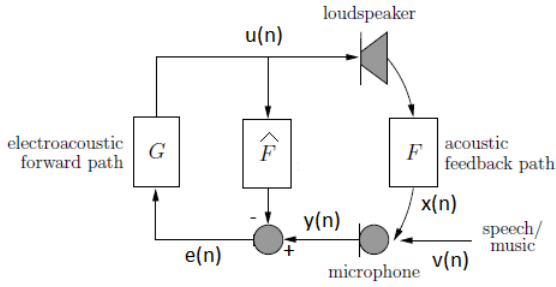 loudspeaker
u(n)
electroacoustic
forward path
G
F̂
F
acoustic
feedback path
x(n)
-
y(n)
speech/
music
+
e(n)
v(n)
microphone